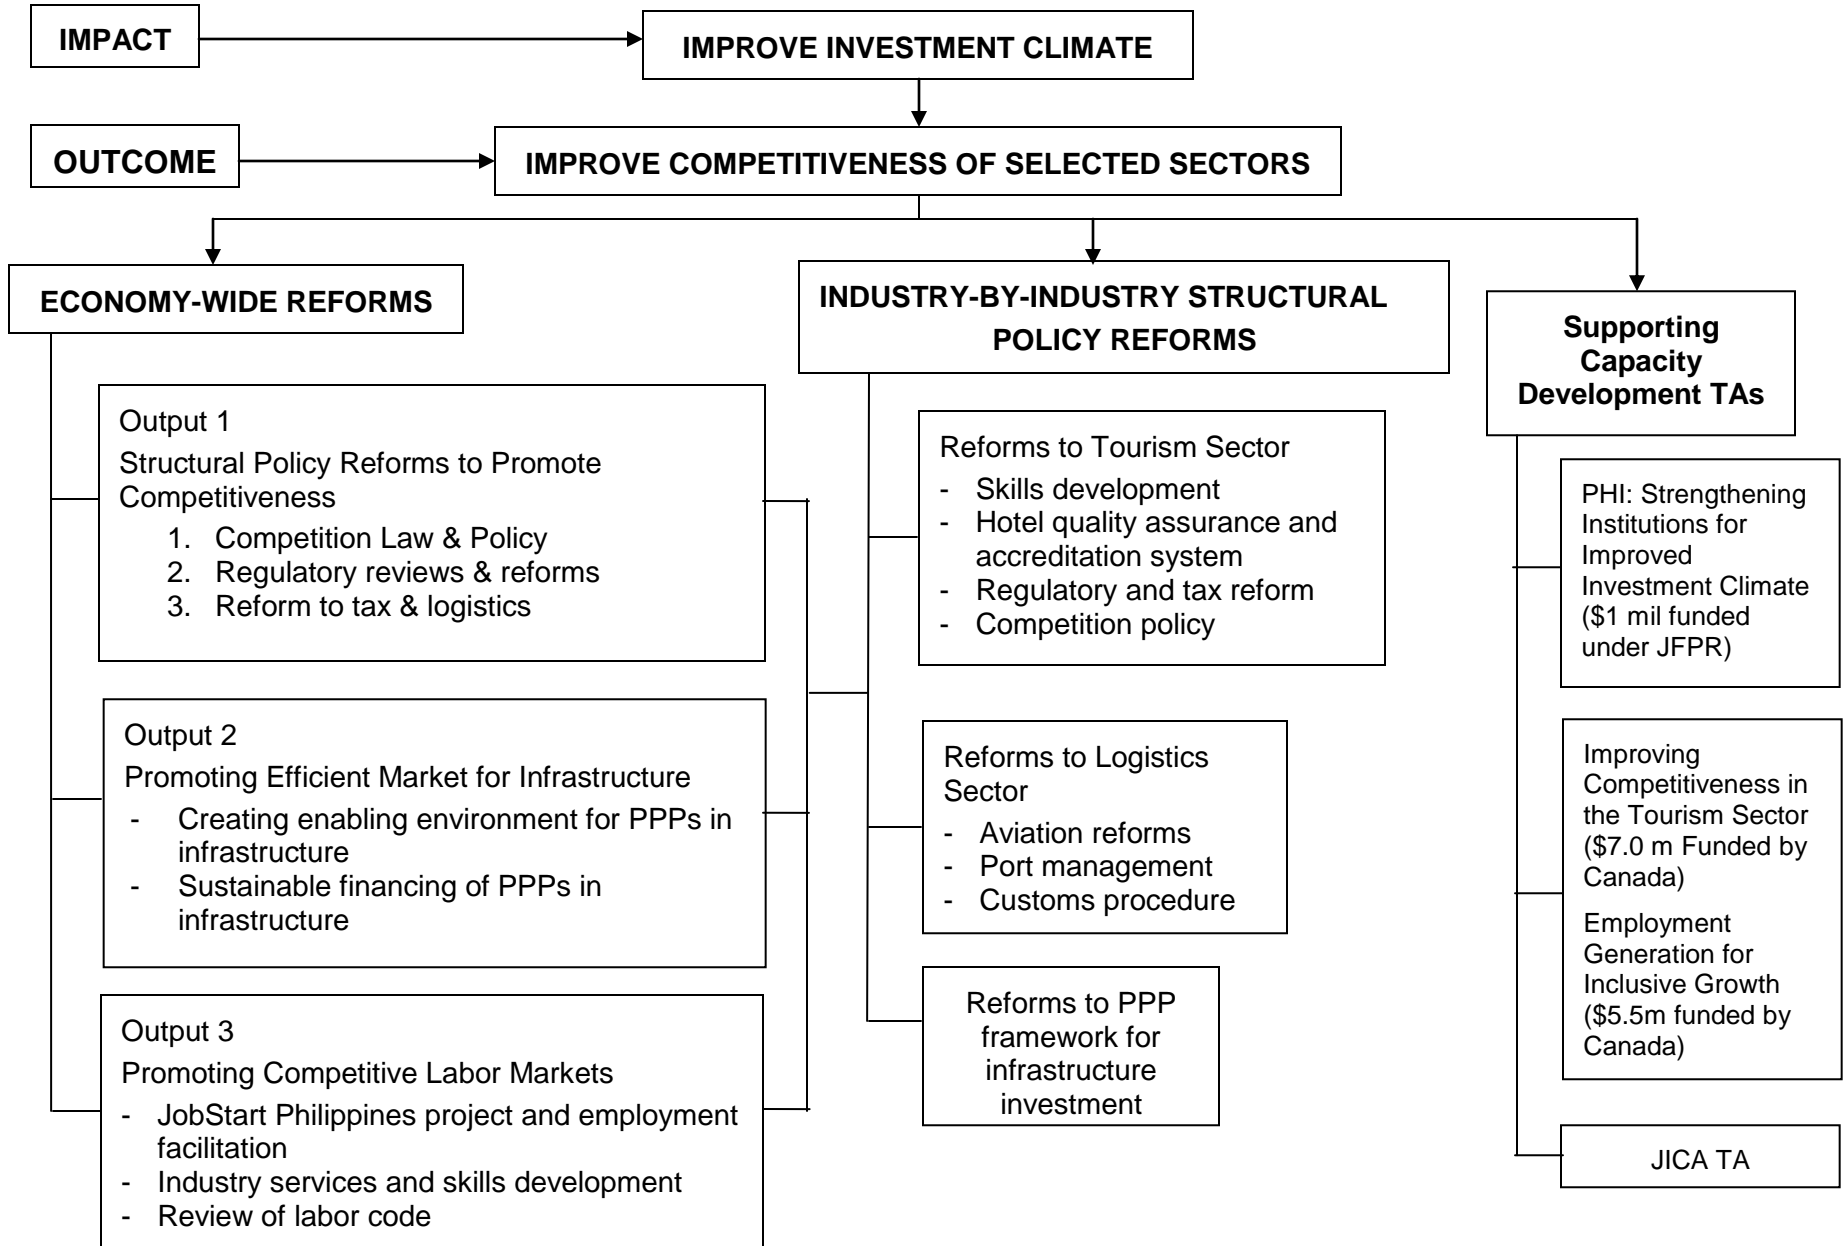 IMPACT
IMPROVE INVESTMENT CLIMATE
OUTCOME
IMPROVE COMPETITIVENESS OF SELECTED SECTORS
ECONOMY-WIDE REFORMS
Output 1
Structural Policy Reforms to Promote
Competitiveness
1. Competition Law & Policy
2. Regulatory reviews & reforms
3. Reform to tax & logistics
Output 2
Promoting Efficient Market for Infrastructure
- Creating enabling environment for PPPs in
infrastructure
- Sustainable financing of PPPs in
infrastructure
Output 3
Promoting Competitive Labor Markets
- JobStart Philippines project and employment
facilitation
- Industry services and skills development
- Review of labor code
INDUSTRY-BY-INDUSTRY STRUCTURAL
POLICY REFORMS
Reforms to Tourism Sector
- Skills development
- Hotel quality assurance and
accreditation system
- Regulatory and tax reform
- Competition policy
Reforms to Logistics
Sector
- Aviation reforms
- Port management
- Customs procedure
Reforms to PPP
framework for
infrastructure
investment
Supporting
Capacity
Development TAs
PHI: Strengthening
Institutions for
Improved
Investment Climate
($1 mil funded
under JFPR)
Improving
Competitiveness in
the Tourism Sector
($7.0 m Funded by
Canada)
Employment
Generation for
Inclusive Growth
($5.5m funded by
Canada)
JICA TA